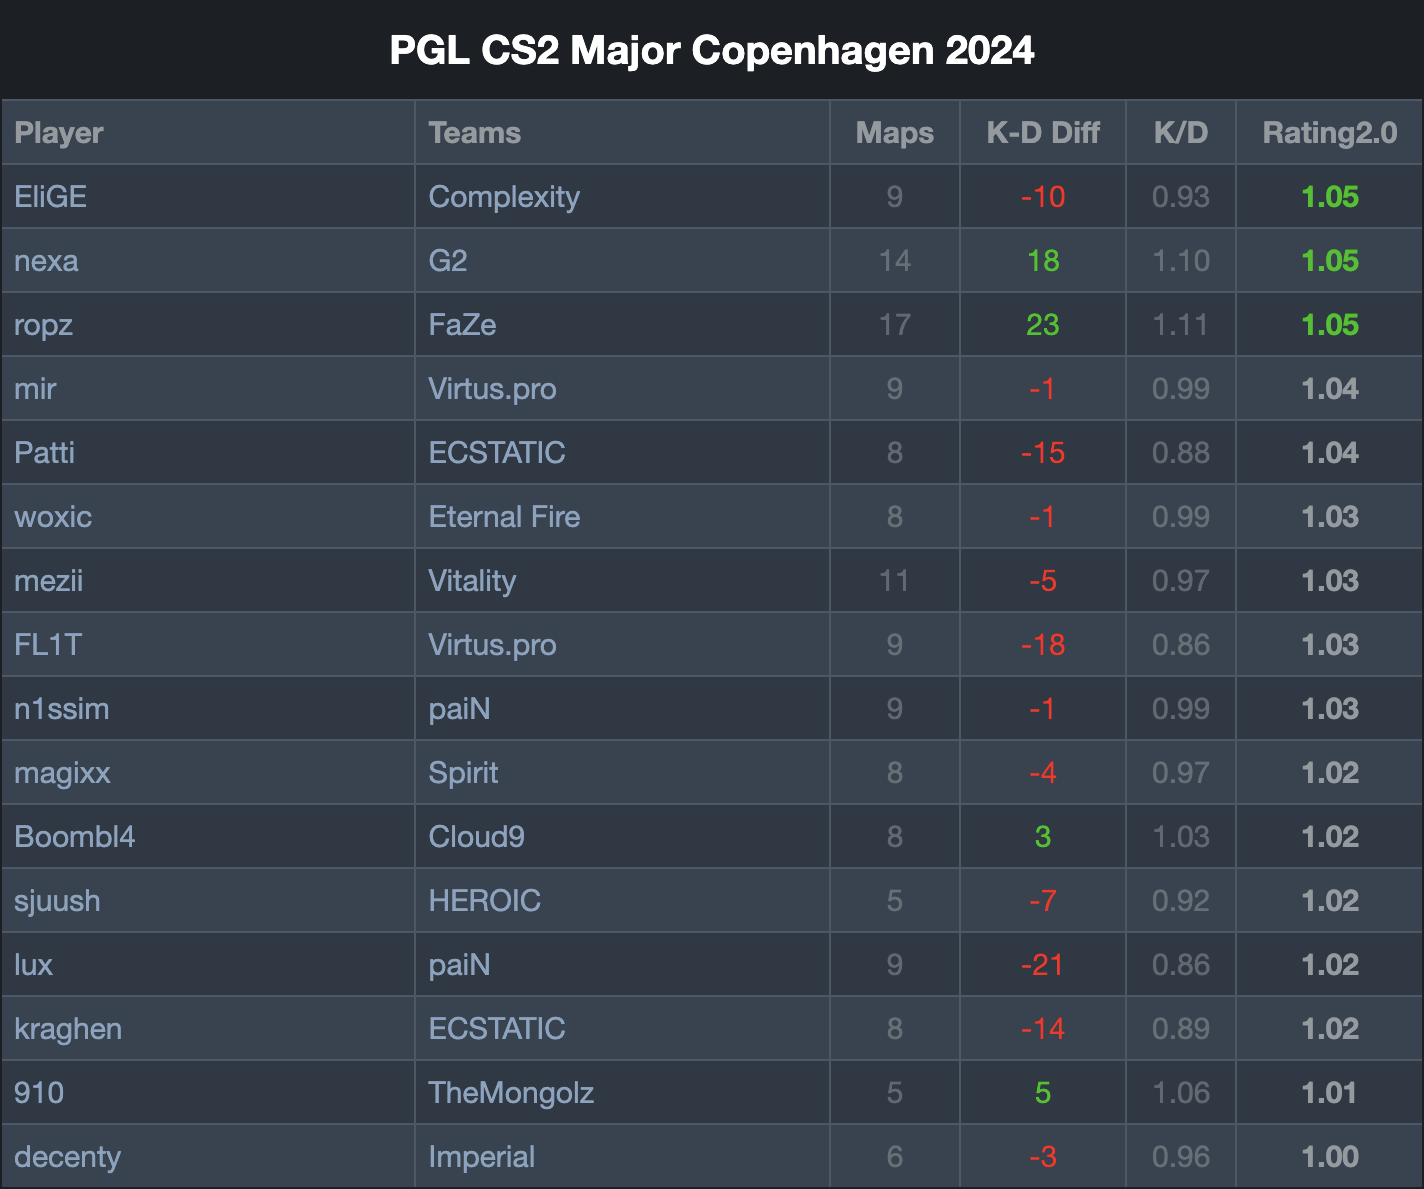 PGL CS2 Major Copenhagen 2024
Player Teams Maps K-D Diff K/D Rating2.0
EliGE Complexity 9 -10 0.93 1.05
nexa G2 14 18 1.10 1.05
ropz FaZe 17 23 1.11 1.05
mir Virtus.pro 9 -1 0.99 1.04
Patti ECSTATIC 8 -15 0.88 1.04
woxic Eternal Fire 8 -1 0.99 1.03
mezii Vitality 11 -5 0.97 1.03
FL1T Virtus.pro 9 -18 0.86 1.03
n1ssim paiN 9 -1 0.99 1.03
magixx Spirit 8 -4 0.97 1.02
Boombl4 Cloud9 8 3 1.03 1.02
sjuush HEROIC 5 -7 0.92 1.02
lux paiN 9 -21 0.86 1.02
kraghen ECSTATIC 8 -14 0.89 1.02
910 TheMongolz 5 5 1.06 1.01
decenty Imperial 6 -3 0.96 1.00